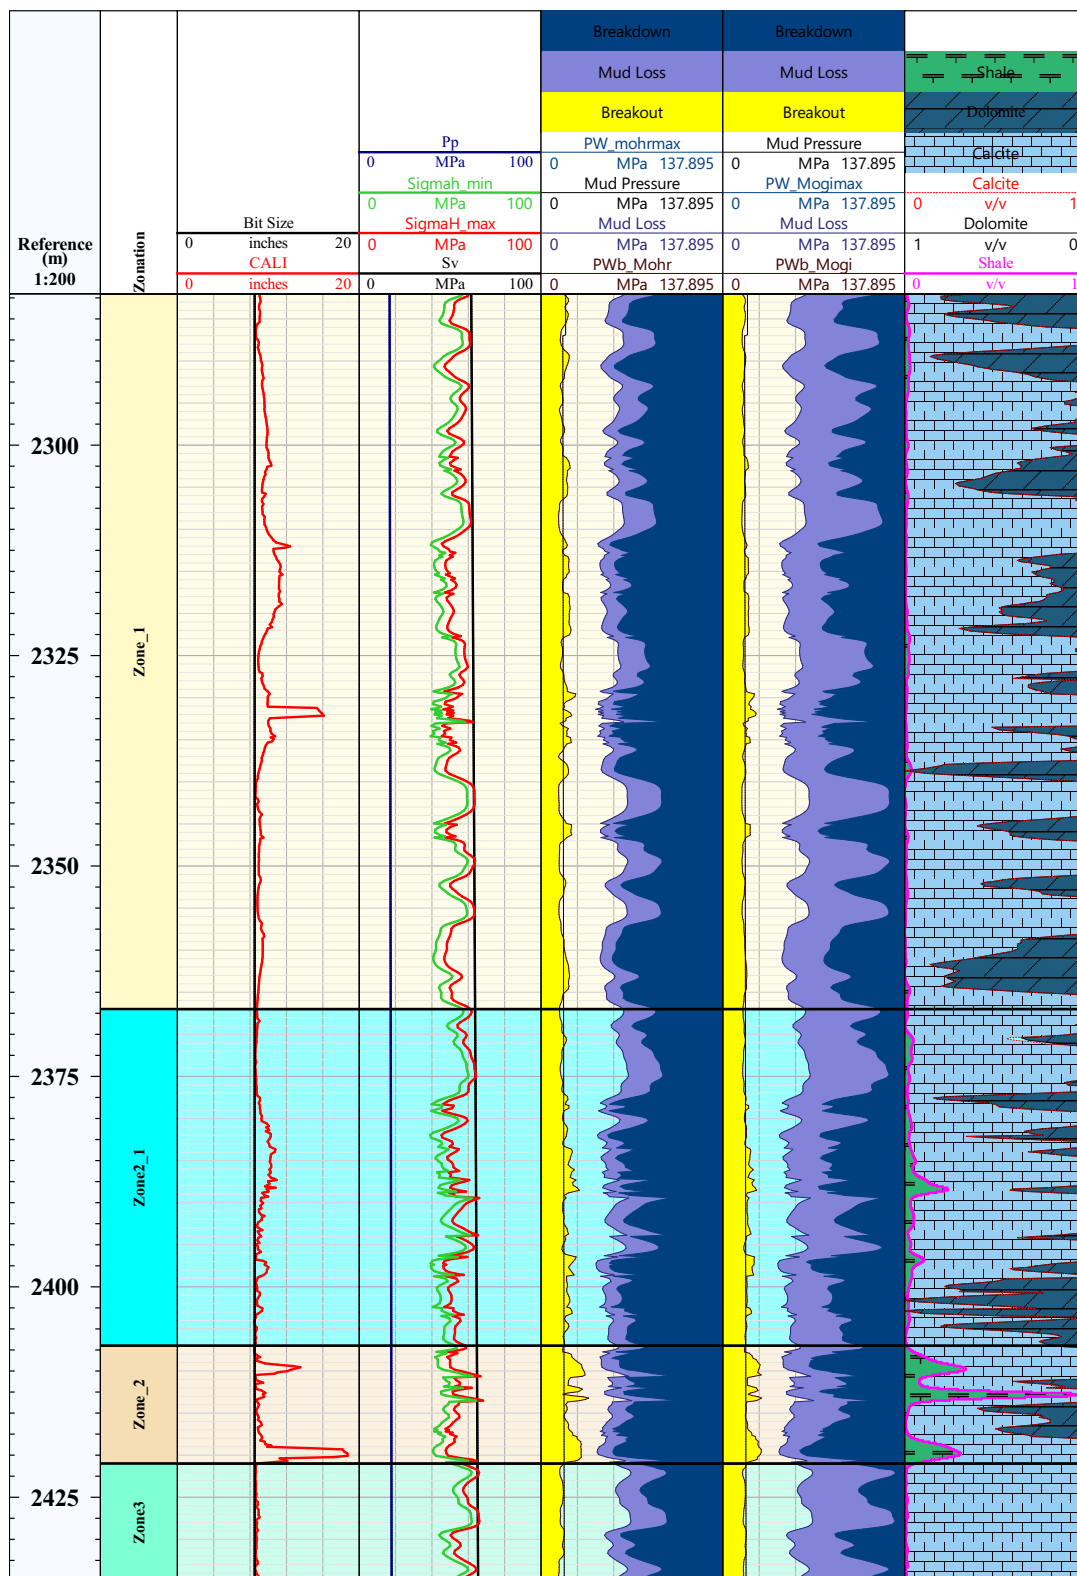 Breakdown
Breakdown
Mud Loss
Mud Loss
Shale
Breakout
Breakout
Dolomite
Pp
0 MPa 100
PW_mohrmax
0 MPa 137.895
Mud Pressure
0 MPa 137.895
Calcite
Sigmah_min
0 MPa 100
Mud Pressure
0 MPa 137.895
PW_Mogimax
0 MPa 137.895
Calcite
0 v/v 1
Reference
(m)
1:200
Zonation
Bit Size
0 inches 20
SigmaH_max
0 MPa 100
Mud Loss
0 MPa 137.895
Mud Loss
0 MPa 137.895
Dolomite
1 v/v 0
CALI
0 inches 20
Sv
0 MPa 100
PWb_Mohr
0 MPa 137.895
PWb_Mogi
0 MPa 137.895
Shale
0 v/v 1
2300
2325
2350
2375
2400
2425
Zone_1
Zone2_1
Zone_2
Zone3